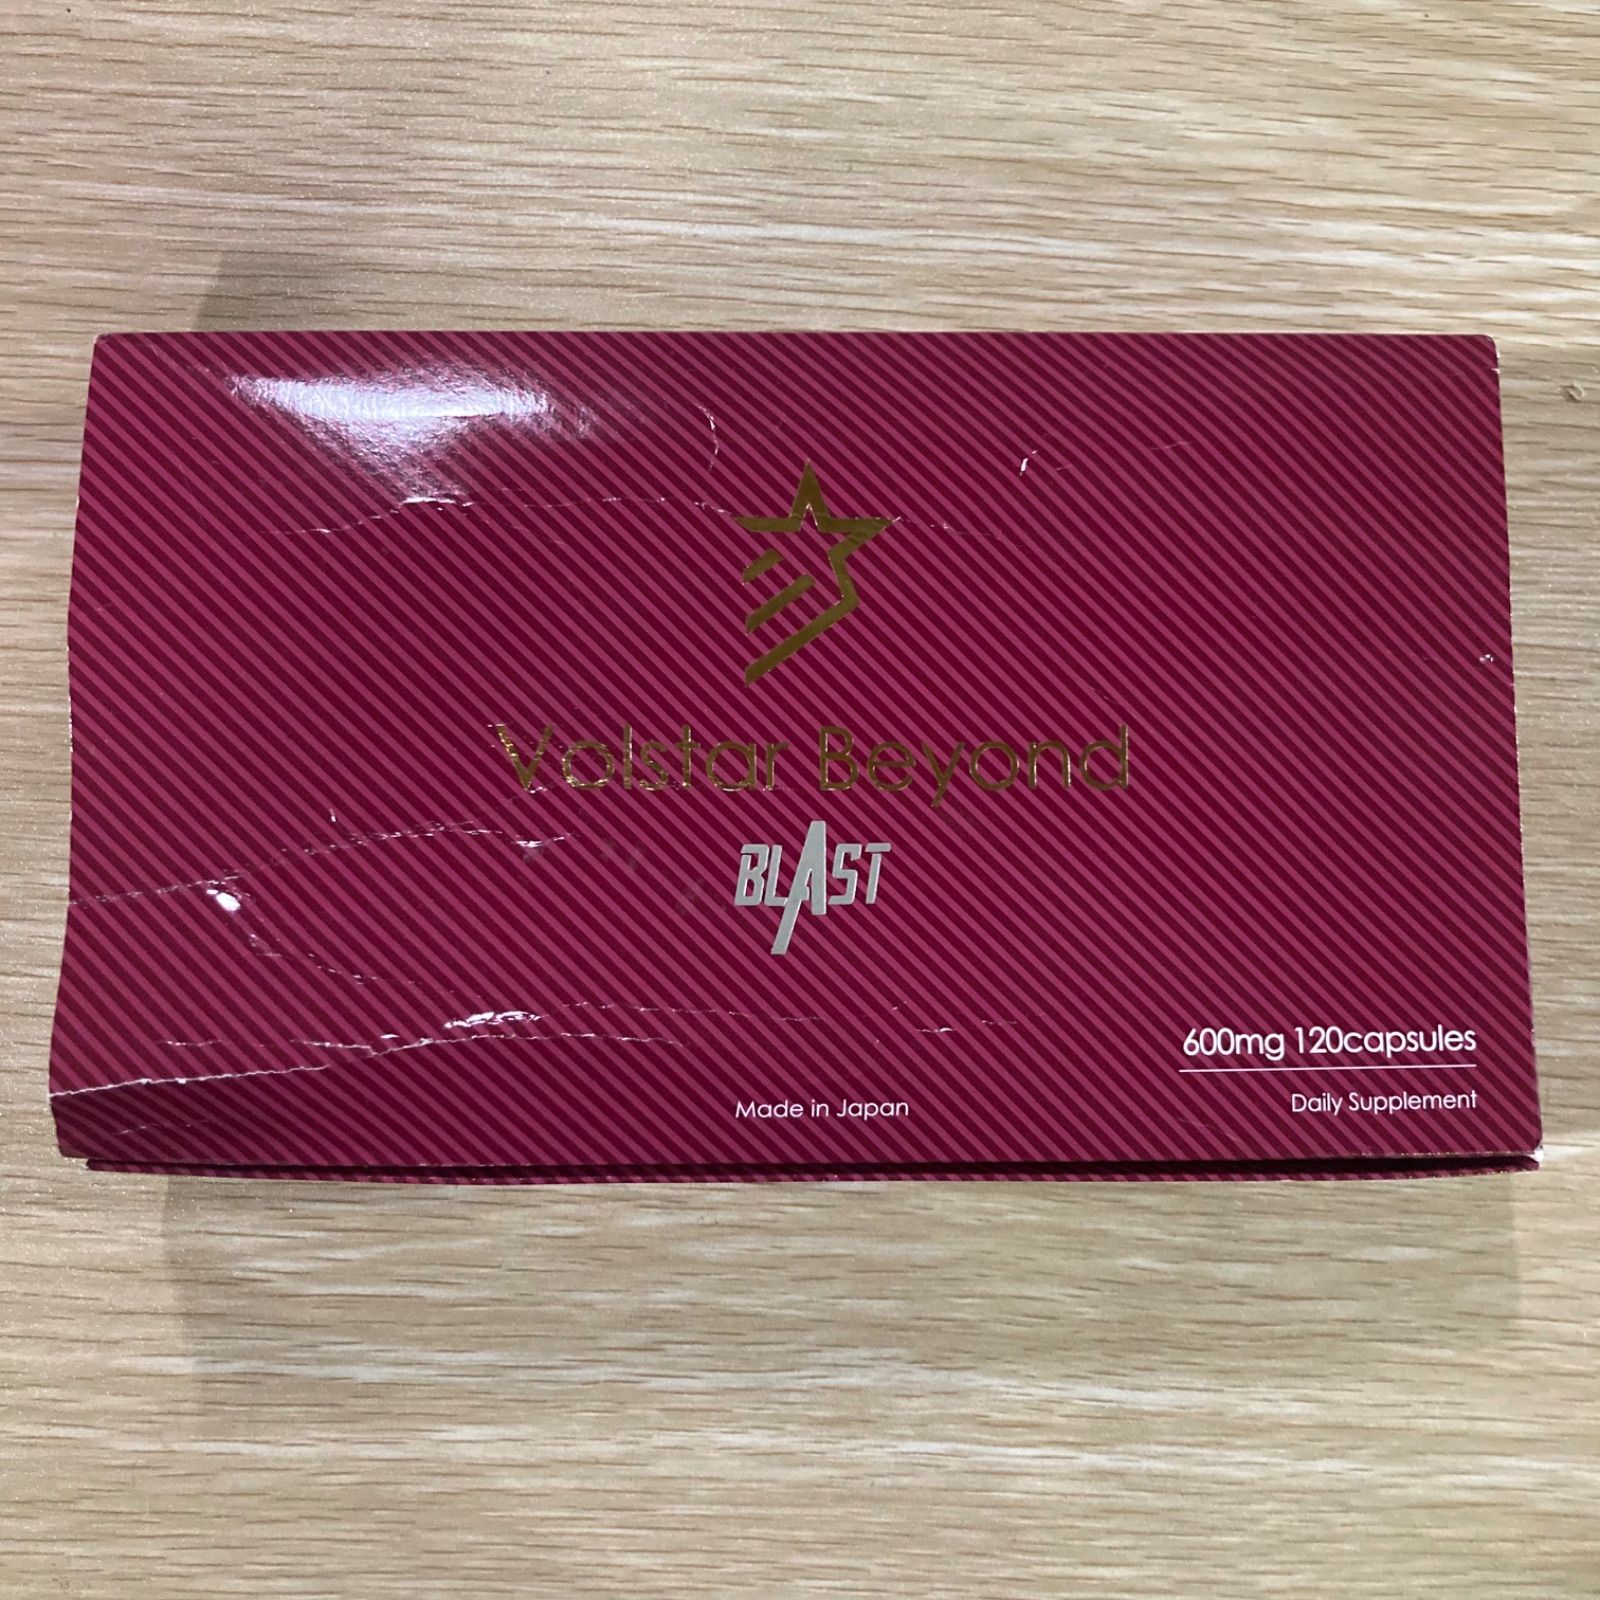 Volstar Beyond
BLAST
600mg 120capsules
Daily Supplement
Made in Japan